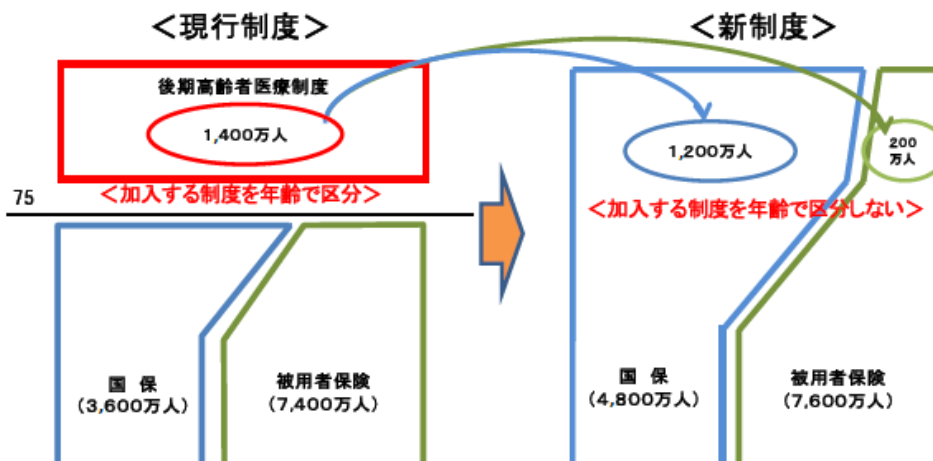 <現行制度>
後期高齢者医療制度
1,400万人
<加入する制度を年齢で区分>
75
国 保
(3,600万人)
被用者保険
(7,400万人)
<新制度>
1,200万人
200
万人
<加入する制度を年齢で区分しない>
国 保
(4,800万人)
被用者保険
(7,600万人)